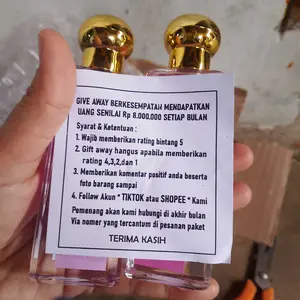 GIVE AWAY BERKESEMPATAH MENDAPATKAN
UANG SENILAI Rp 8.000.000 SETIAP BULAN
Syarat & Ketentuan :
1. Wajib memberikan rating bintang 5
2. Gift away hangus apabila memberikan
rating 4,3,2,dan 1
3. Memberikan komentar positif anda beserta
foto barang sampai
4. Follow Akun " TIKTOK atau SHOPEE " Kami
Pemenang akan kami hubungi di akhir bulan
Via nomer yang tercantum di pesanan paket
TERIMA KASIH